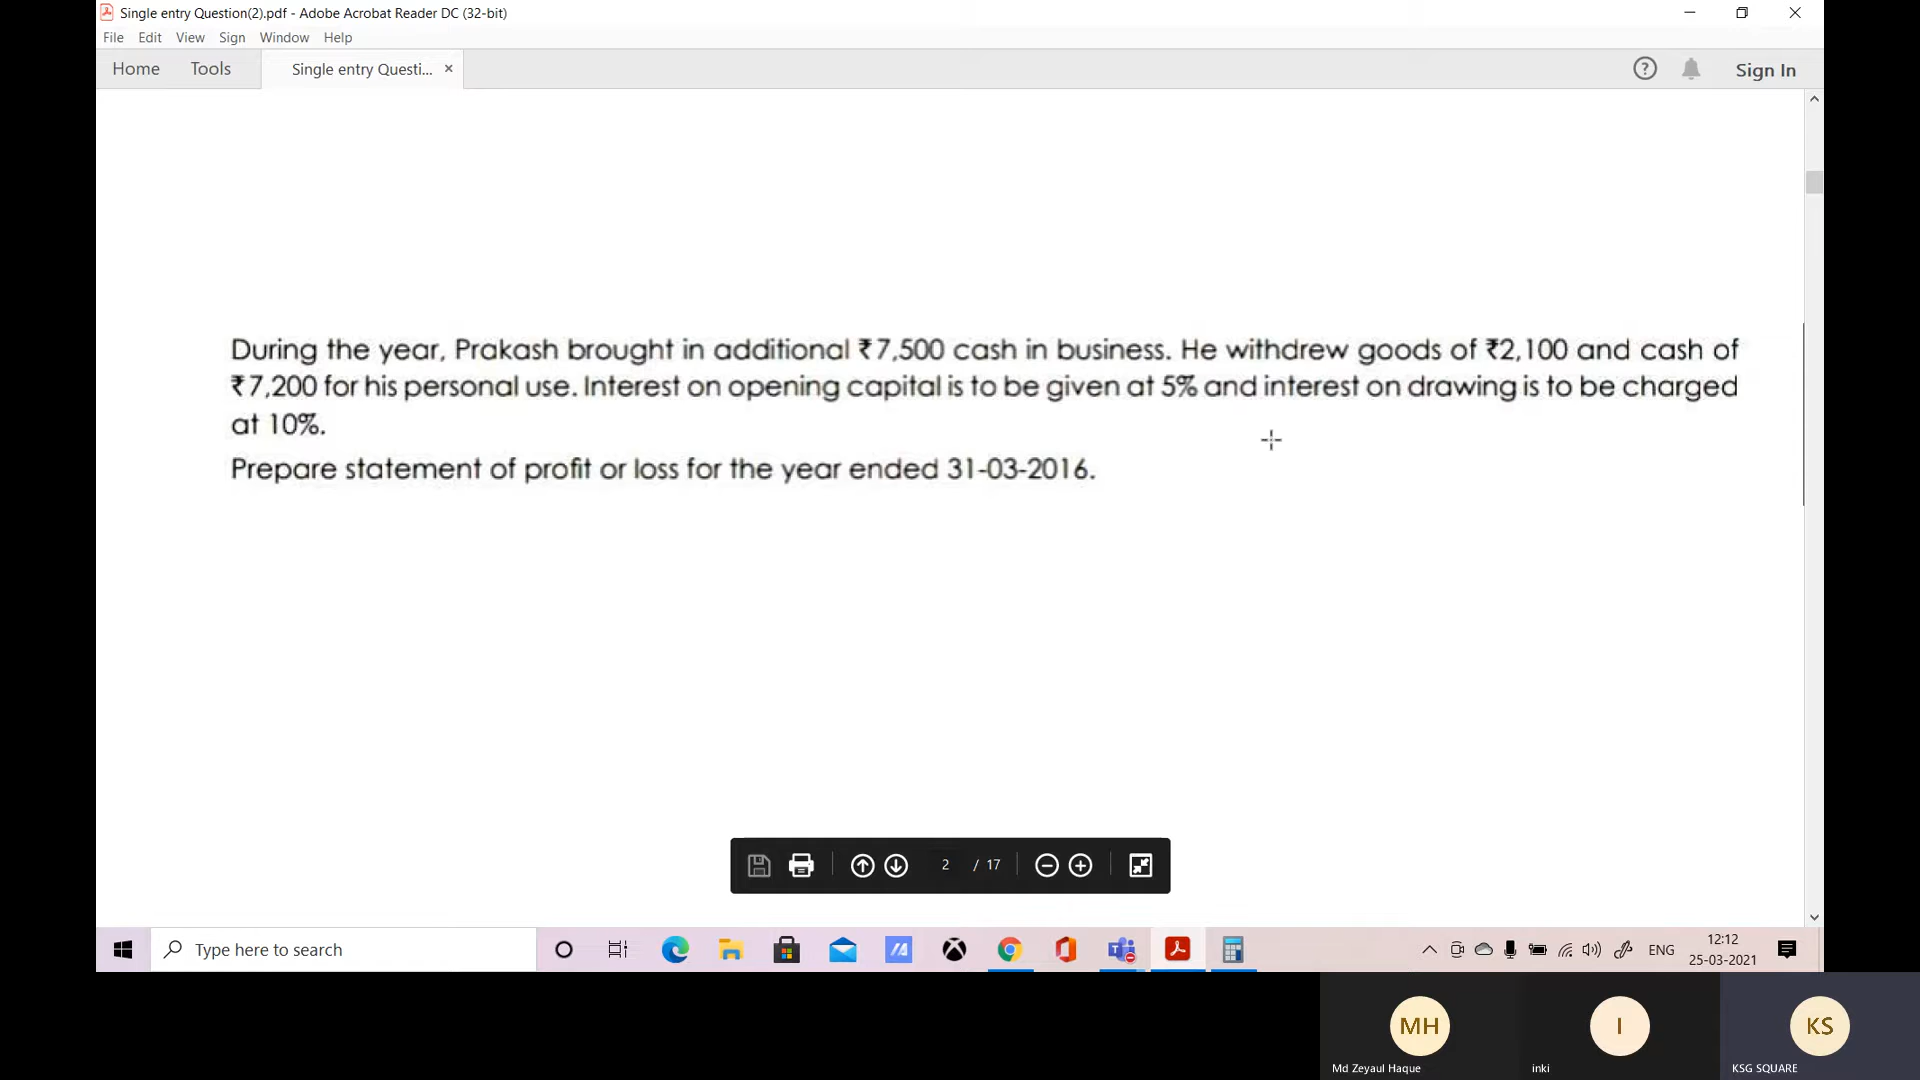 Single entry Question(2).pdf - Adobe Acrobat Reader DC (32-bit)
File Edit View Sign Window Help
Home Tools Single entry Questi... × Sign In
During the year, Prakash brought in additional ₹7,500 cash in business. He withdrew goods of ₹2,100 and cash of
₹7,200 for his personal use. Interest on opening capital is to be given at 5% and interest on drawing is to be charged
at 10%.
Prepare statement of profit or loss for the year ended 31-03-2016.
2 / 17
Type here to search
ENG
12:12
25-03-2021
MH
I
KS
Md Zeyaul Haque
inki
KSG SQUARE